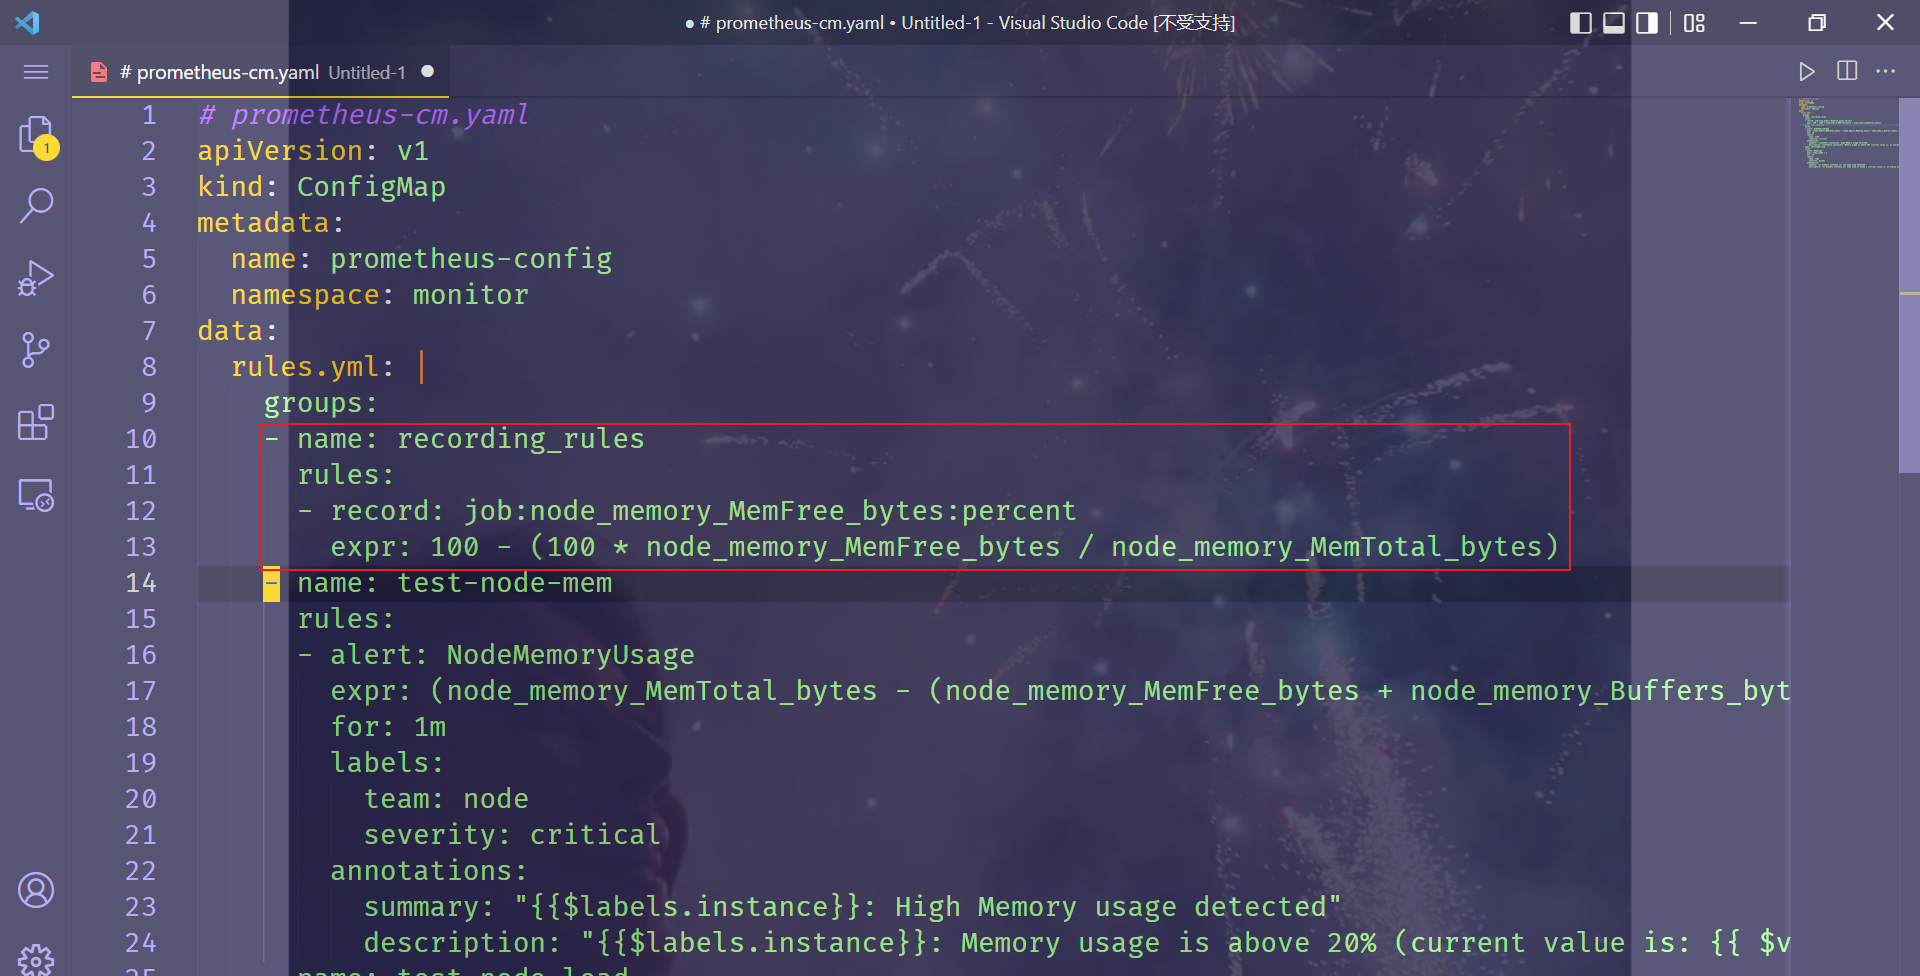 ● # prometheus-cm.yaml • Untitled-1 - Visual Studio Code [不受支持]
# prometheus-cm.yaml Untitled-1 ●
1 # prometheus-cm.yaml
2 apiVersion: v1
3 kind: ConfigMap
4 metadata:
5   name: prometheus-config
6   namespace: monitor
7 data:
8   rules.yml: |
9     groups:
10     - name: recording_rules
11       rules:
12       - record: job:node_memory_MemFree_bytes:percent
13         expr: 100 - (100 * node_memory_MemFree_bytes / node_memory_MemTotal_bytes)
14     - name: test-node-mem
15       rules:
16       - alert: NodeMemoryUsage
17         expr: (node_memory_MemTotal_bytes - (node_memory_MemFree_bytes + node_memory_Buffers_byt
18         for: 1m
19         labels:
20           team: node
21           severity: critical
22         annotations:
23           summary: "{{$labels.instance}}: High Memory usage detected"
24           description: "{{$labels.instance}}: Memory usage is above 20% (current value is: {{ $v
25     - name: test-node-load
1